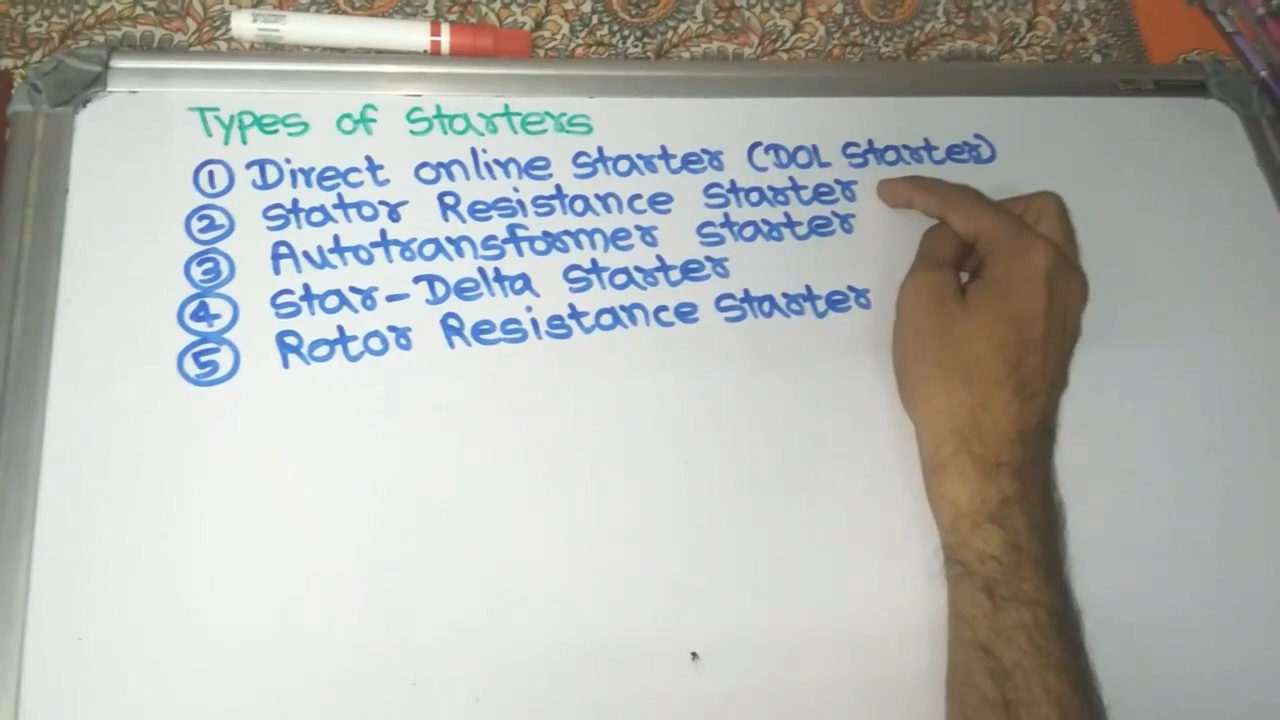 Types of Starters
① Direct online starter (DOL Starter)
② Stator Resistance Starter
③ Autotransformer starter
④ Star-Delta Starter
⑤ Rotor Resistance Starter